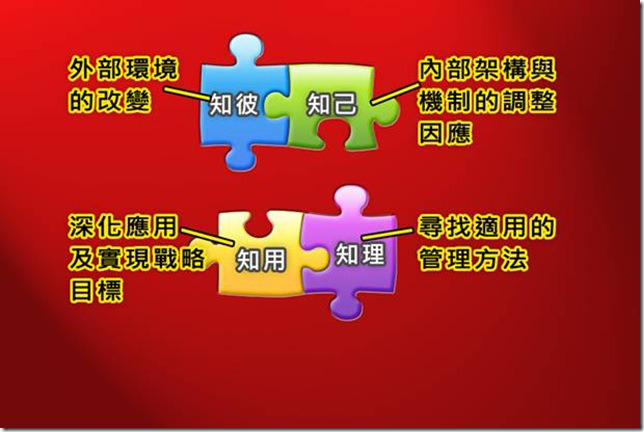 外部環境
的改變
知彼
知己
內部架構與
機制的調整
因應
深化應用
及實現戰略
目標
知用
知理
尋找適用的
管理方法